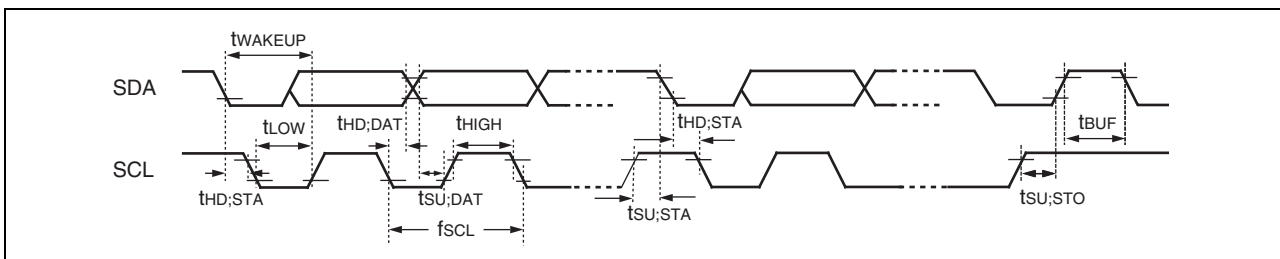 tWAKEUP
SDA
tLOW
tHD;DAT
tHIGH
tHD;STA
tBUF
SCL
tHD;STA
tSU;DAT
tSU;STA
tSU;STO
fSCL